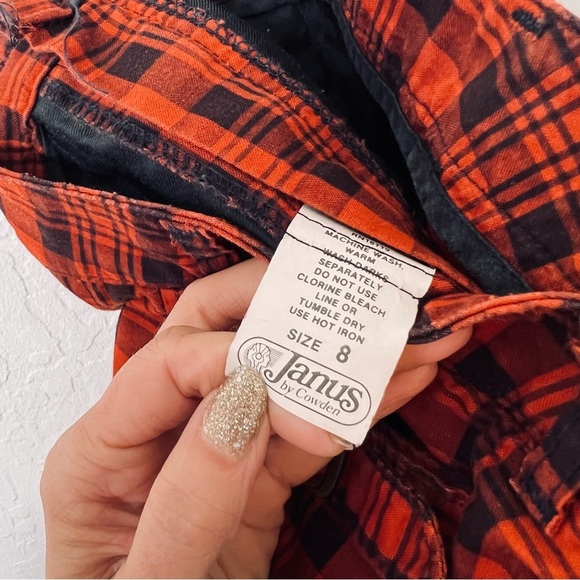 MACHINE WASH,
WARM
WASH DARKS
SEPARATELY
DO NOT USE
CLORINE BLEACH
LINE OR
TUMBLE DRY
USE HOT IRON
SIZE 8
Janus
by Cowden